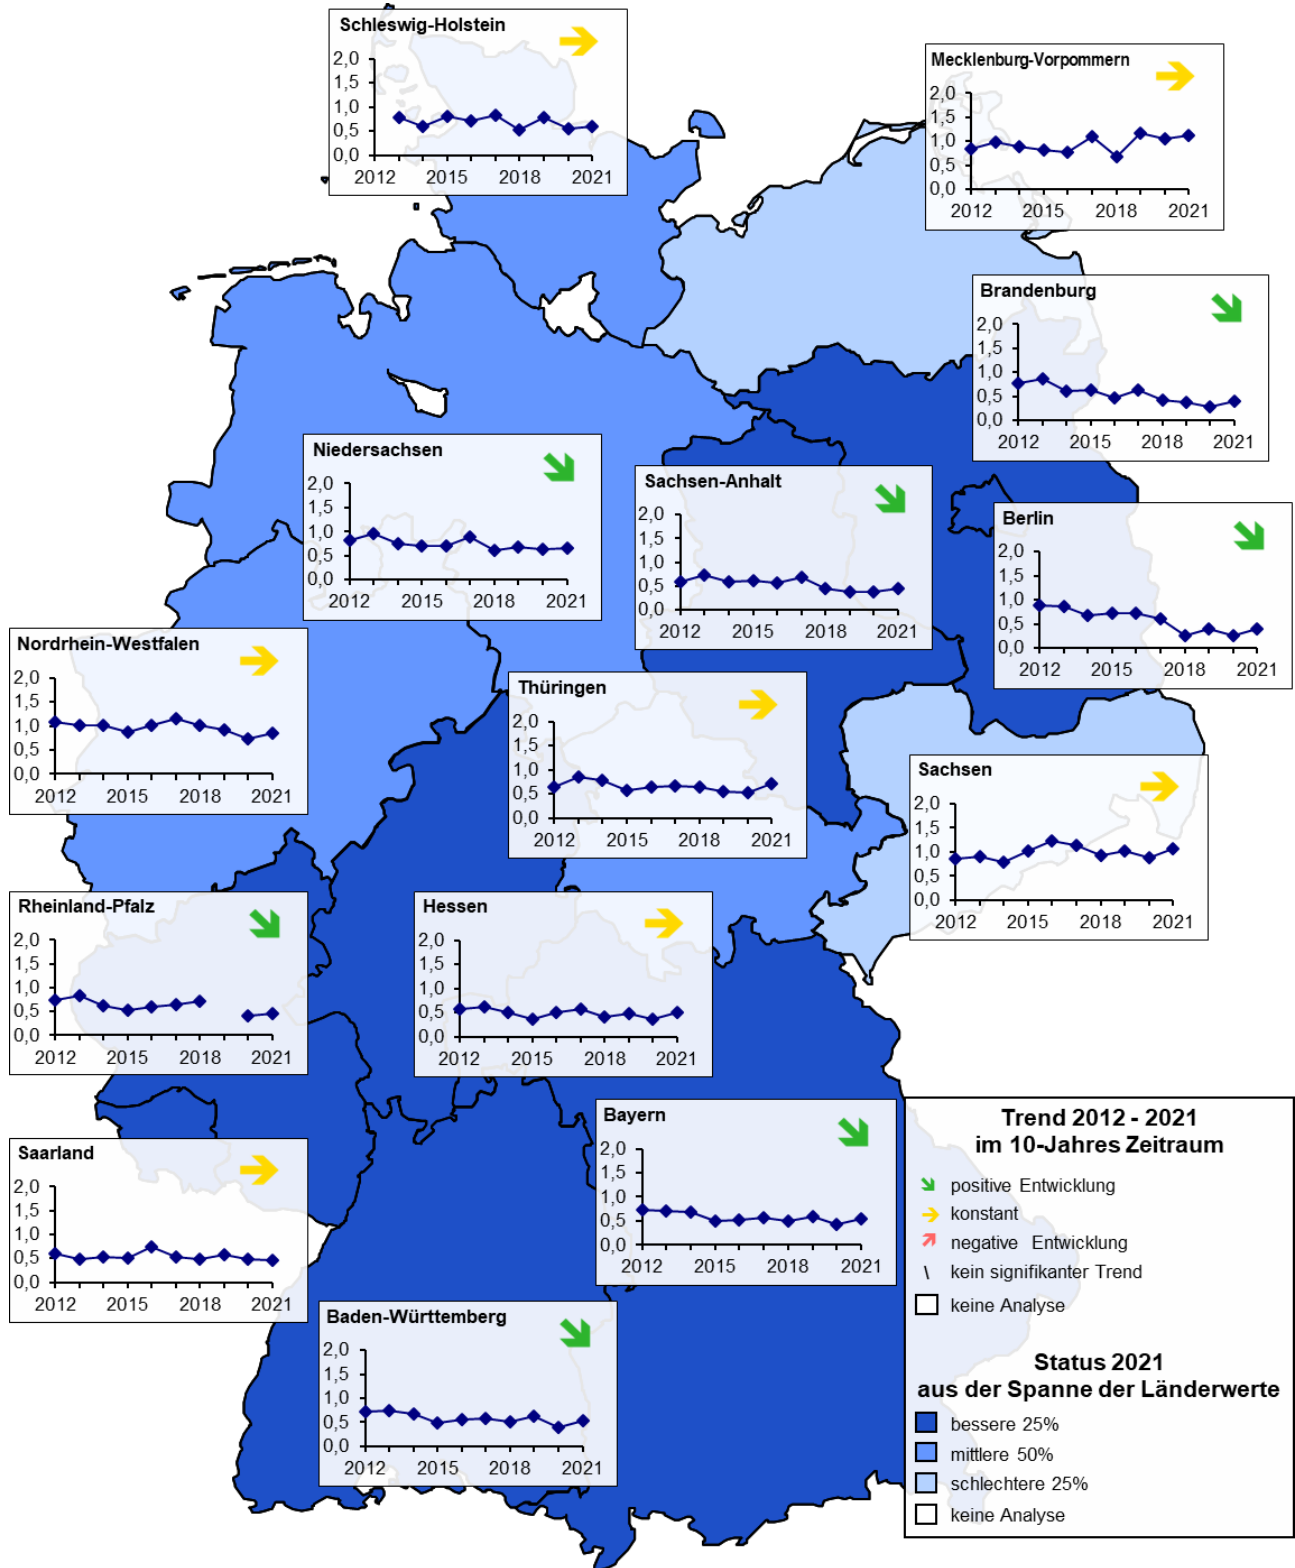 Schleswig-Holstein
2,0
1,5
1,0
0,5
0,0
2012 2015 2018 2021
Mecklenburg-Vorpommern
2,0
1,5
1,0
0,5
0,0
2012 2015 2018 2021
Brandenburg
2,0
1,5
1,0
0,5
0,0
2012 2015 2018 2021
Niedersachsen
2,0
1,5
1,0
0,5
0,0
2012 2015 2018 2021
Sachsen-Anhalt
2,0
1,5
1,0
0,5
0,0
2012 2015 2018 2021
Berlin
2,0
1,5
1,0
0,5
0,0
2012 2015 2018 2021
Nordrhein-Westfalen
2,0
1,5
1,0
0,5
0,0
2012 2015 2018 2021
Thüringen
2,0
1,5
1,0
0,5
0,0
2012 2015 2018 2021
Sachsen
2,0
1,5
1,0
0,5
0,0
2012 2015 2018 2021
Rheinland-Pfalz
2,0
1,5
1,0
0,5
0,0
2012 2015 2018 2021
Hessen
2,0
1,5
1,0
0,5
0,0
2012 2015 2018 2021
Bayern
2,0
1,5
1,0
0,5
0,0
2012 2015 2018 2021
Saarland
2,0
1,5
1,0
0,5
0,0
2012 2015 2018 2021
Baden-Württemberg
2,0
1,5
1,0
0,5
0,0
2012 2015 2018 2021
Trend 2012 - 2021
im 10-Jahres Zeitraum
positive Entwicklung
konstant
negative Entwicklung
\ kein signifikanter Trend
keine Analyse
Status 2021
aus der Spanne der Länderwerte
bessere 25%
mittlere 50%
schlechtere 25%
keine Analyse